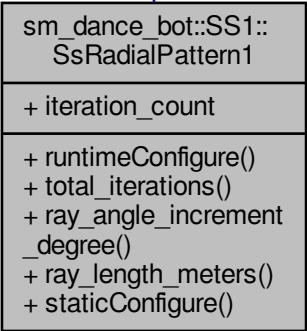 sm_dance_bot::SS1::
SsRadialPattern1
+ iteration_count
+ runtimeConfigure()
+ total_iterations()
+ ray_angle_increment
_degree()
+ ray_length_meters()
+ staticConfigure()